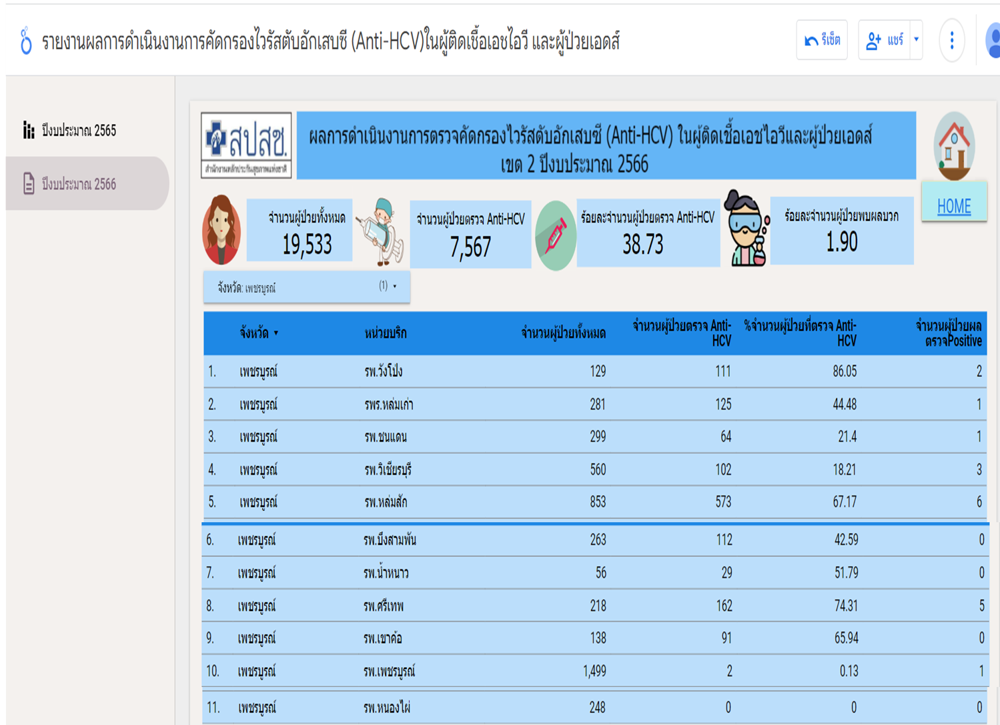 รายงานผลการดำเนินงานการคัดกรองไวรัสตับอักเสบซี (Anti-HCV)ในผู้ติดเชื้อเอชไอวี และผู้ป่วยเอดส์
รีเซ็ต
แชร์
ปีงบประมาณ 2565
ปีงบประมาณ 2566
สปสช.
สำนักงานหลักประกันสุขภาพแห่งชาติ
ผลการดำเนินงานการตรวจคัดกรองไวรัสตับอักเสบซี (Anti-HCV) ในผู้ติดเชื้อเอชไอวีและผู้ป่วยเอดส์
เขต 2 ปีงบประมาณ 2566
HOME
จำนวนผู้ป่วยทั้งหมด
19,533
จำนวนผู้ป่วยตรวจ Anti-HCV
7,567
ร้อยละจำนวนผู้ป่วยตรวจ Anti-HCV
38.73
ร้อยละจำนวนผู้ป่วยพบผลบวก
1.90
จังหวัด: เพชรบูรณ์ (1)
จังหวัด หน่วยบริก จำนวนผู้ป่วยทั้งหมด จำนวนผู้ป่วยตรวจ Anti-HCV %จำนวนผู้ป่วยที่ตรวจ Anti-HCV จำนวนผู้ป่วยผลตรวจPositive
1. เพชรบูรณ์ รพ.วังโป่ง 129 111 86.05 2
2. เพชรบูรณ์ รพร.หล่มเก่า 281 125 44.48 1
3. เพชรบูรณ์ รพ.ชนแดน 299 64 21.4 1
4. เพชรบูรณ์ รพ.วิเชียรบุรี 560 102 18.21 3
5. เพชรบูรณ์ รพ.หล่มสัก 853 573 67.17 6
6. เพชรบูรณ์ รพ.บึงสามพัน 263 112 42.59 0
7. เพชรบูรณ์ รพ.น้ำหนาว 56 29 51.79 0
8. เพชรบูรณ์ รพ.ศรีเทพ 218 162 74.31 5
9. เพชรบูรณ์ รพ.เขาค้อ 138 91 65.94 0
10. เพชรบูรณ์ รพ.เพชรบูรณ์ 1,499 2 0.13 1
11. เพชรบูรณ์ รพ.หนองไผ่ 248 0 0 0